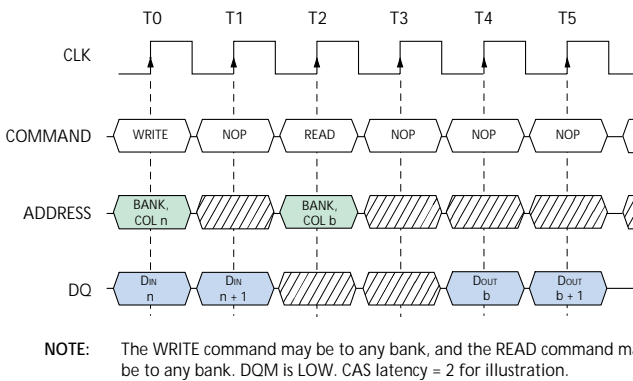 T0 T1 T2 T3 T4 T5
CLK
COMMAND WRITE NOP READ NOP NOP NOP
ADDRESS BANK, COL n BANK, COL b
DQ DIN n DIN n + 1 DOUT b DOUT b + 1
NOTE: The WRITE command may be to any bank, and the READ command
be to any bank. DQM is LOW. CAS latency = 2 for illustration.